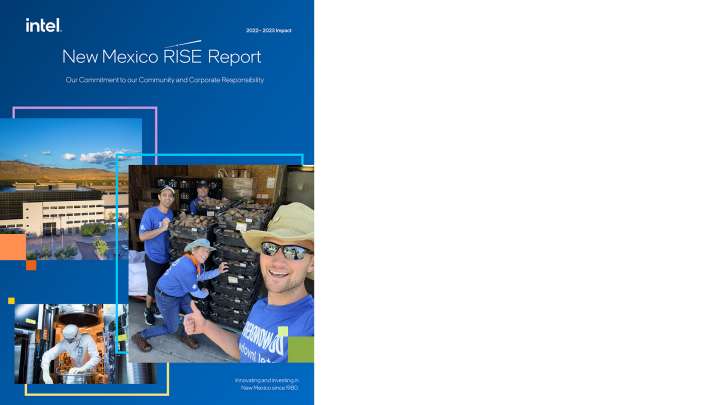 intel.
2022 - 2023 Impact
New Mexico RISE Report
Our Commitment to our Community and Corporate Responsibility
Innovating and investing in
New Mexico since 1980.